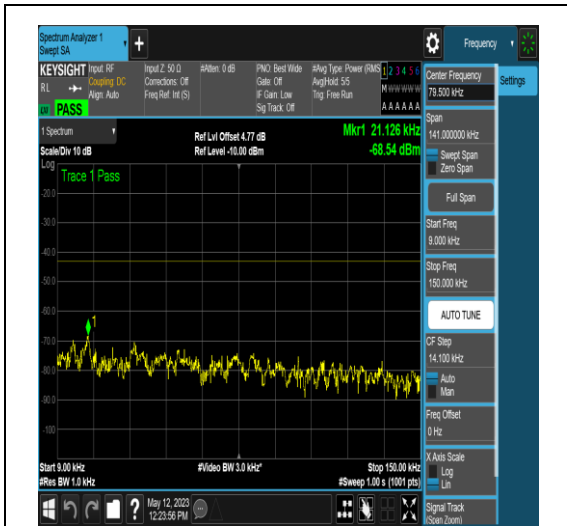 Spectrum Analyzer 1
Swept SA
+
Frequency
KEYSIGHT
RL
Input: RF
Coupling: DC
Align: Auto
Input Z: 50 Ω
Corrections: Off
Freq Ref: Int (S)
#Atten: 0 dB
PNO: Best Wide
Gate: Off
IF Gain: Low
Sig Track: Off
#Avg Type: Power (RMS
Avg|Hold: 5/5
Trig: Free Run
1 2 3 4 5 6
M W W W W W
A A A A A A
PASS
Center Frequency
79.500 kHz
Settings
Span
141.000000 kHz
Swept Span
Zero Span
Full Span
Start Freq
9.000 kHz
Stop Freq
150.000 kHz
AUTO TUNE
CF Step
14.100 kHz
Auto
Man
Freq Offset
0 Hz
X Axis Scale
Log
Lin
Signal Track
(Span Zoom)
1 Spectrum
Scale/Div 10 dB
Ref Lvl Offset 4.77 dB
Ref Level -10.00 dBm
Mkr1 21.126 kHz
-68.54 dBm
Log
Trace 1 Pass
-20.0
-30.0
-40.0
-50.0
-60.0
-70.0
-80.0
-90.0
-100
1
Start 9.00 kHz
#Res BW 1.0 kHz
#Video BW 3.0 kHz*
Stop 150.00 kHz
#Sweep 1.00 s (1001 pts)
?
May 12, 2023
12:23:56 PM